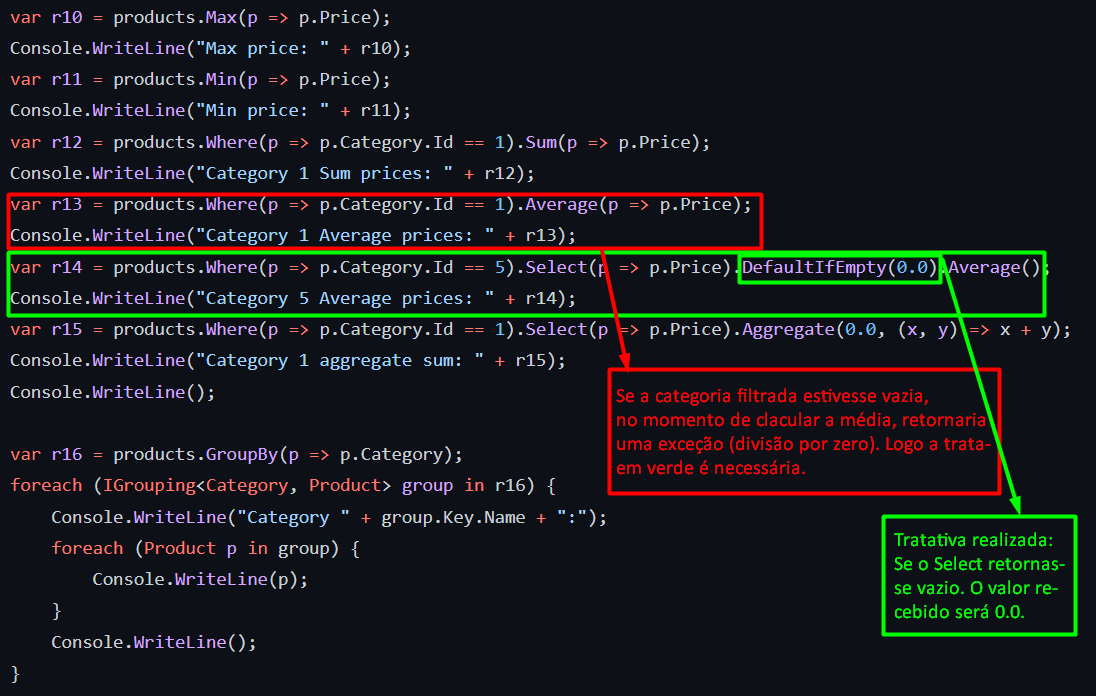 var r10 = products.Max(p => p.Price);
Console.WriteLine("Max price: " + r10);
var r11 = products.Min(p => p.Price);
Console.WriteLine("Min price: " + r11);
var r12 = products.Where(p => p.Category.Id == 1).Sum(p => p.Price);
Console.WriteLine("Category 1 Sum prices: " + r12);
var r13 = products.Where(p => p.Category.Id == 1).Average(p => p.Price);
Console.WriteLine("Category 1 Average prices: " + r13);
var r14 = products.Where(p => p.Category.Id == 5).Select(p => p.Price).DefaultIfEmpty(0.0).Average();
Console.WriteLine("Category 5 Average prices: " + r14);
var r15 = products.Where(p => p.Category.Id == 1).Select(p => p.Price).Aggregate(0.0, (x, y) => x + y);
Console.WriteLine("Category 1 aggregate sum: " + r15);
Console.WriteLine();
Se a categoria filtrada estivesse vazia,
no momento de clacular a média, retornaria
uma exceção (divisão por zero). Logo a trata-
em verde é necessária.
var r16 = products.GroupBy(p => p.Category);
foreach (IGrouping<Category, Product> group in r16) {
    Console.WriteLine("Category " + group.Key.Name + ":");
    foreach (Product p in group) {
        Console.WriteLine(p);
    }
    Console.WriteLine();
}
Tratativa realizada:
Se o Select retornas-
se vazio. O valor re-
cebido será 0.0.